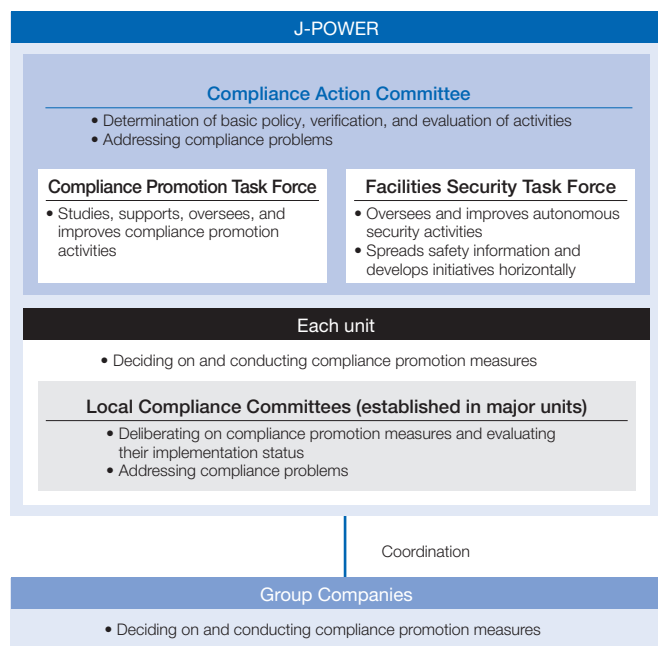 J-POWER
Compliance Action Committee
• Determination of basic policy, verification, and evaluation of activities
• Addressing compliance problems
Compliance Promotion Task Force
• Studies, supports, oversees, and
improves compliance promotion
activities
Facilities Security Task Force
• Oversees and improves autonomous
security activities
• Spreads safety information and
develops initiatives horizontally
Each unit
• Deciding on and conducting compliance promotion measures
Local Compliance Committees (established in major units)
• Deliberating on compliance promotion measures and evaluating
their implementation status
• Addressing compliance problems
Coordination
Group Companies
• Deciding on and conducting compliance promotion measures